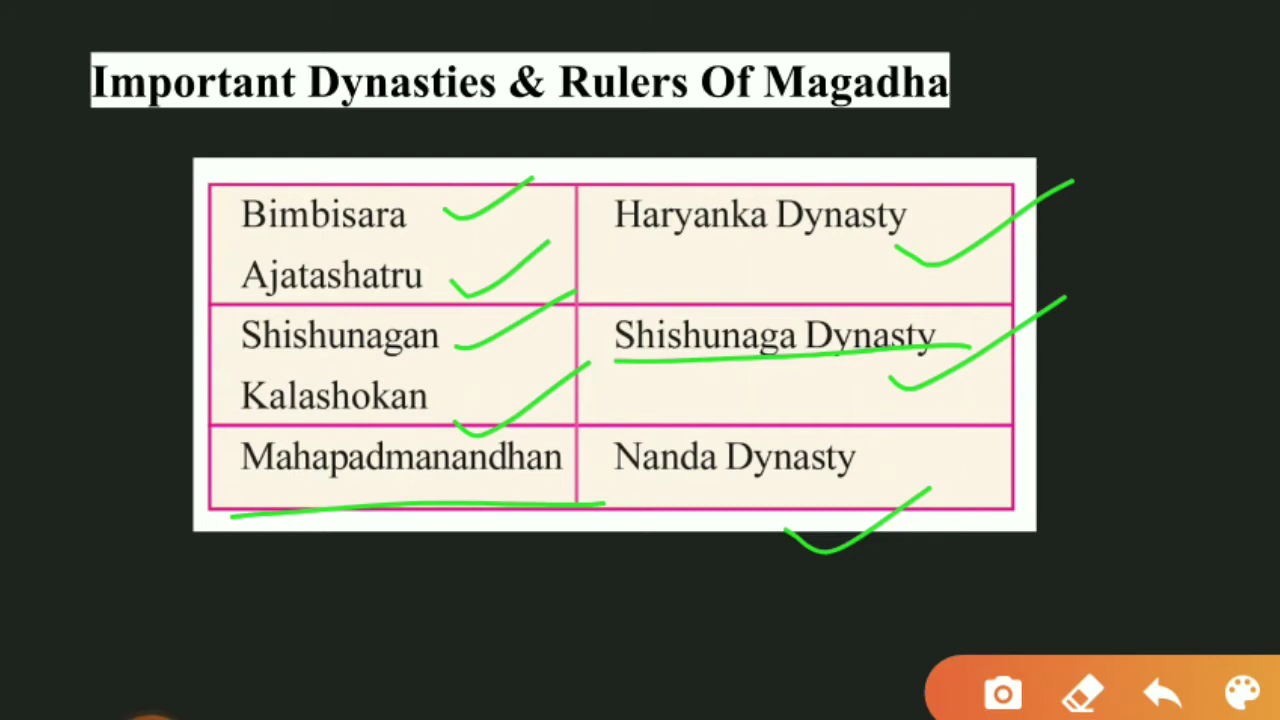 Important Dynasties & Rulers Of Magadha
Bimbisara Haryanka Dynasty
Ajatashatru
Shishunagan Shishunaga Dynasty
Kalashokan
Mahapadmanandhan Nanda Dynasty